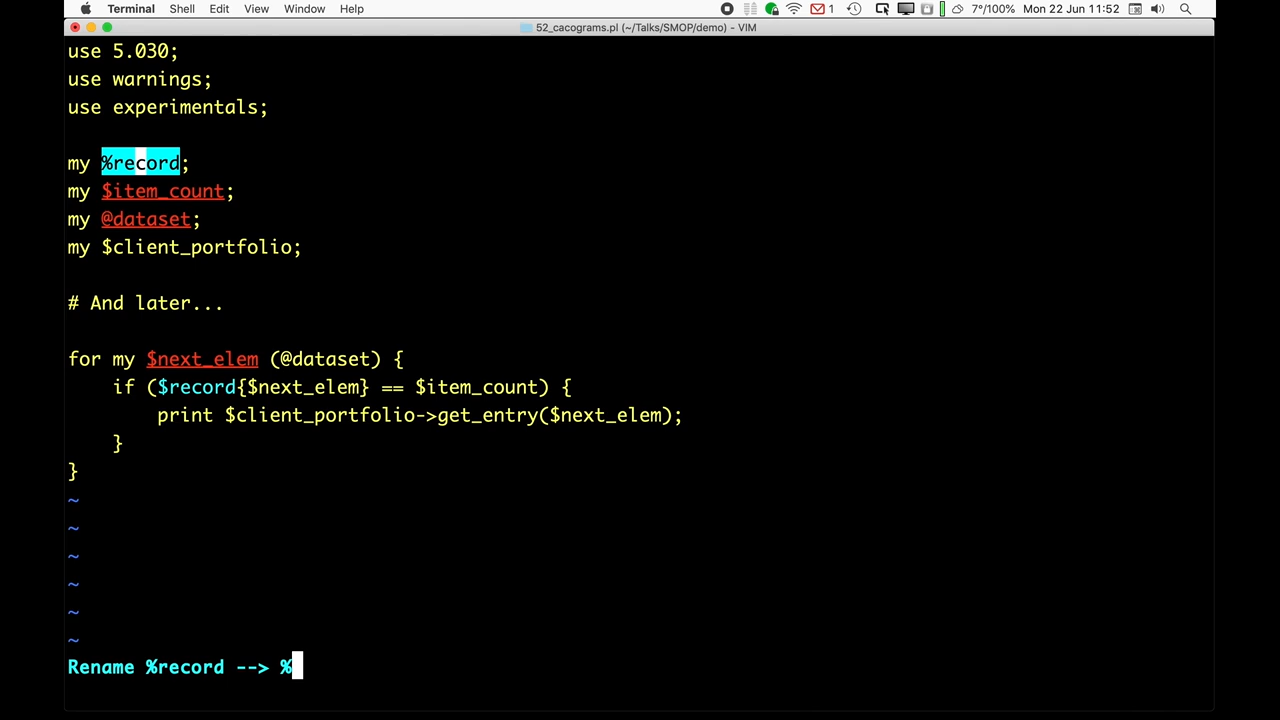 Terminal Shell Edit View Window Help 1 7°/100% Mon 22 Jun 11:52
52_cacograms.pl (~/Talks/SMOP/demo) - VIM
use 5.030;
use warnings;
use experimentals;
my %record;
my $item_count;
my @dataset;
my $client_portfolio;
# And later...
for my $next_elem (@dataset) {
    if ($record{$next_elem} == $item_count) {
        print $client_portfolio->get_entry($next_elem);
    }
}
~
~
~
~
~
~
Rename %record --> %